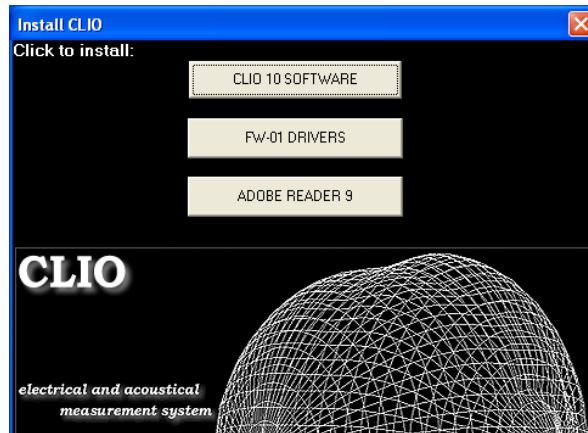 Install CLIO
Click to install:
CLIO 10 SOFTWARE
FW-01 DRIVERS
ADOBE READER 9
CLIO
electrical and acoustical
measurement system